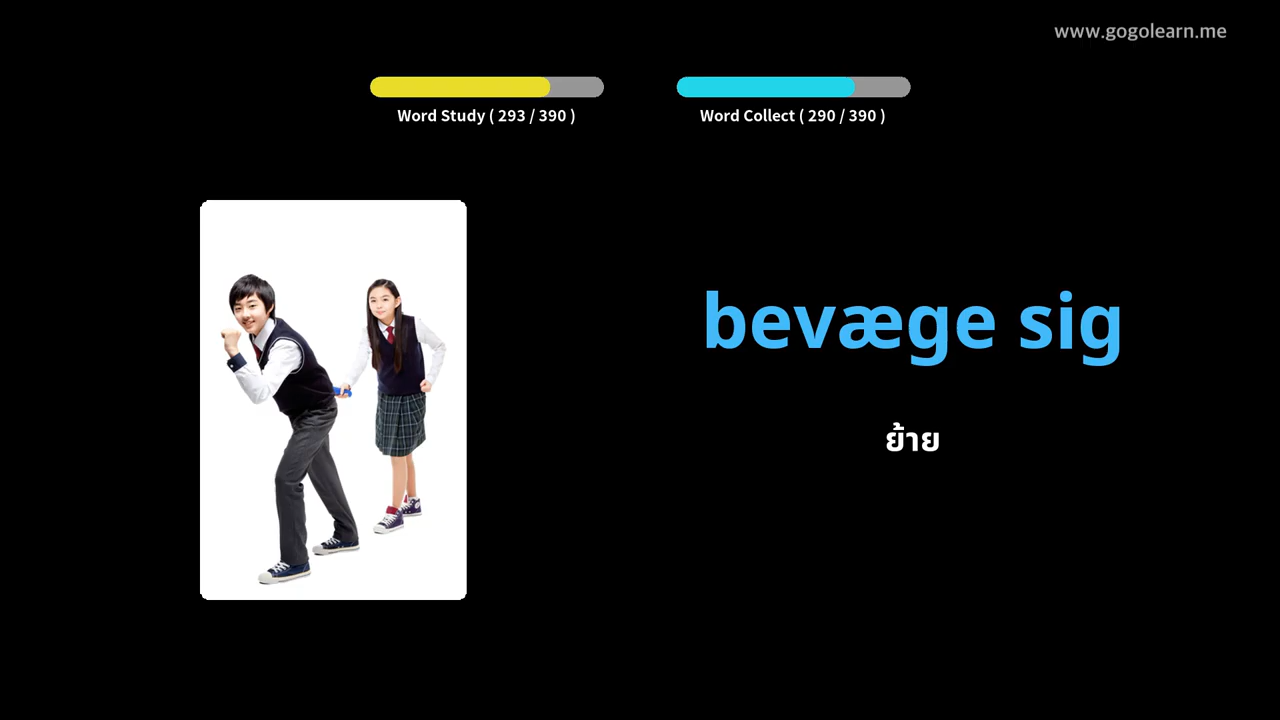 www.gogolearn.me
Word Study ( 293 / 390 )
Word Collect ( 290 / 390 )
bevæge sig
ย้าย